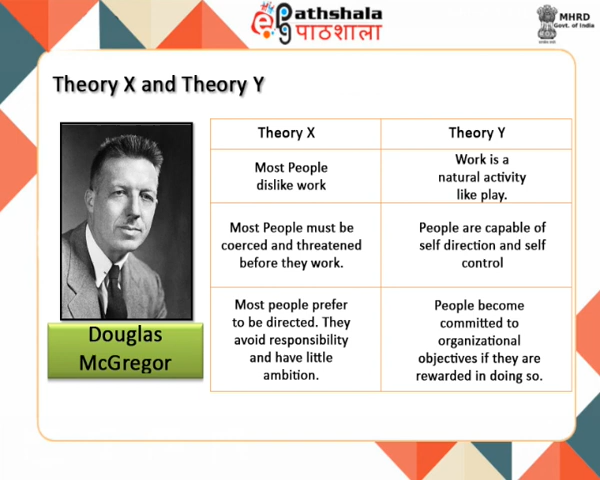 e Pathshala
पाठशाला
MHRD
Govt. of India
Theory X and Theory Y
Douglas
McGregor
Theory X
Theory Y
Most People
dislike work
Work is a
natural activity
like play.
Most People must be
coerced and threatened
before they work.
People are capable of
self direction and self
control
Most people prefer
to be directed. They
avoid responsibility
and have little
ambition.
People become
committed to
organizational
objectives if they are
rewarded in doing so.